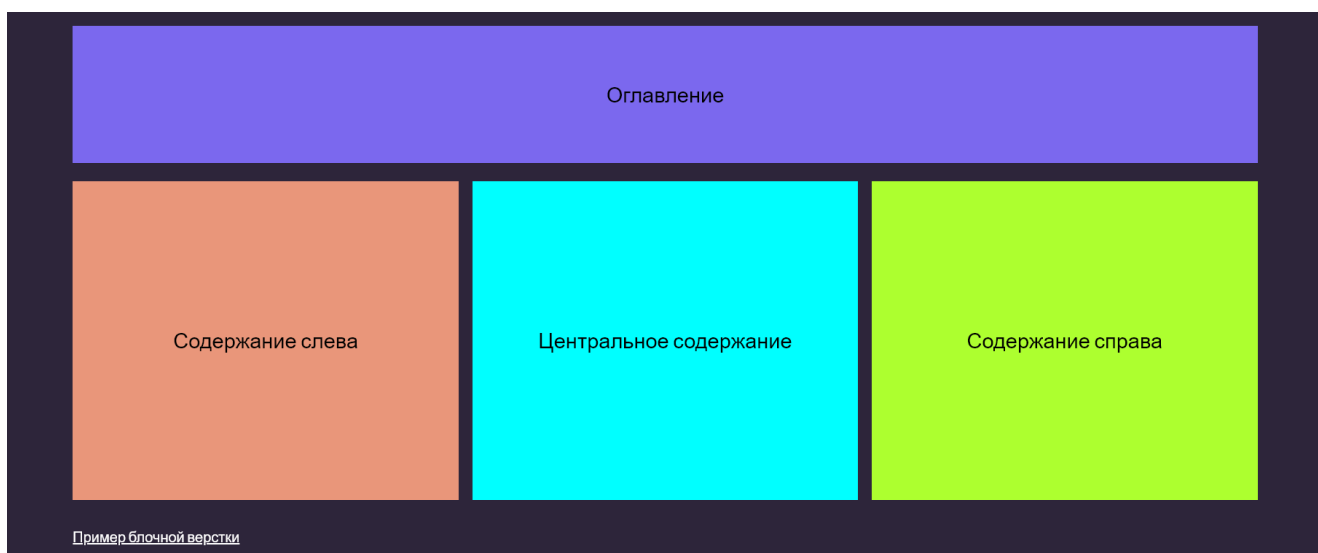 Оглавление
Содержание слева
Центральное содержание
Содержание справа
Пример блочной верстки